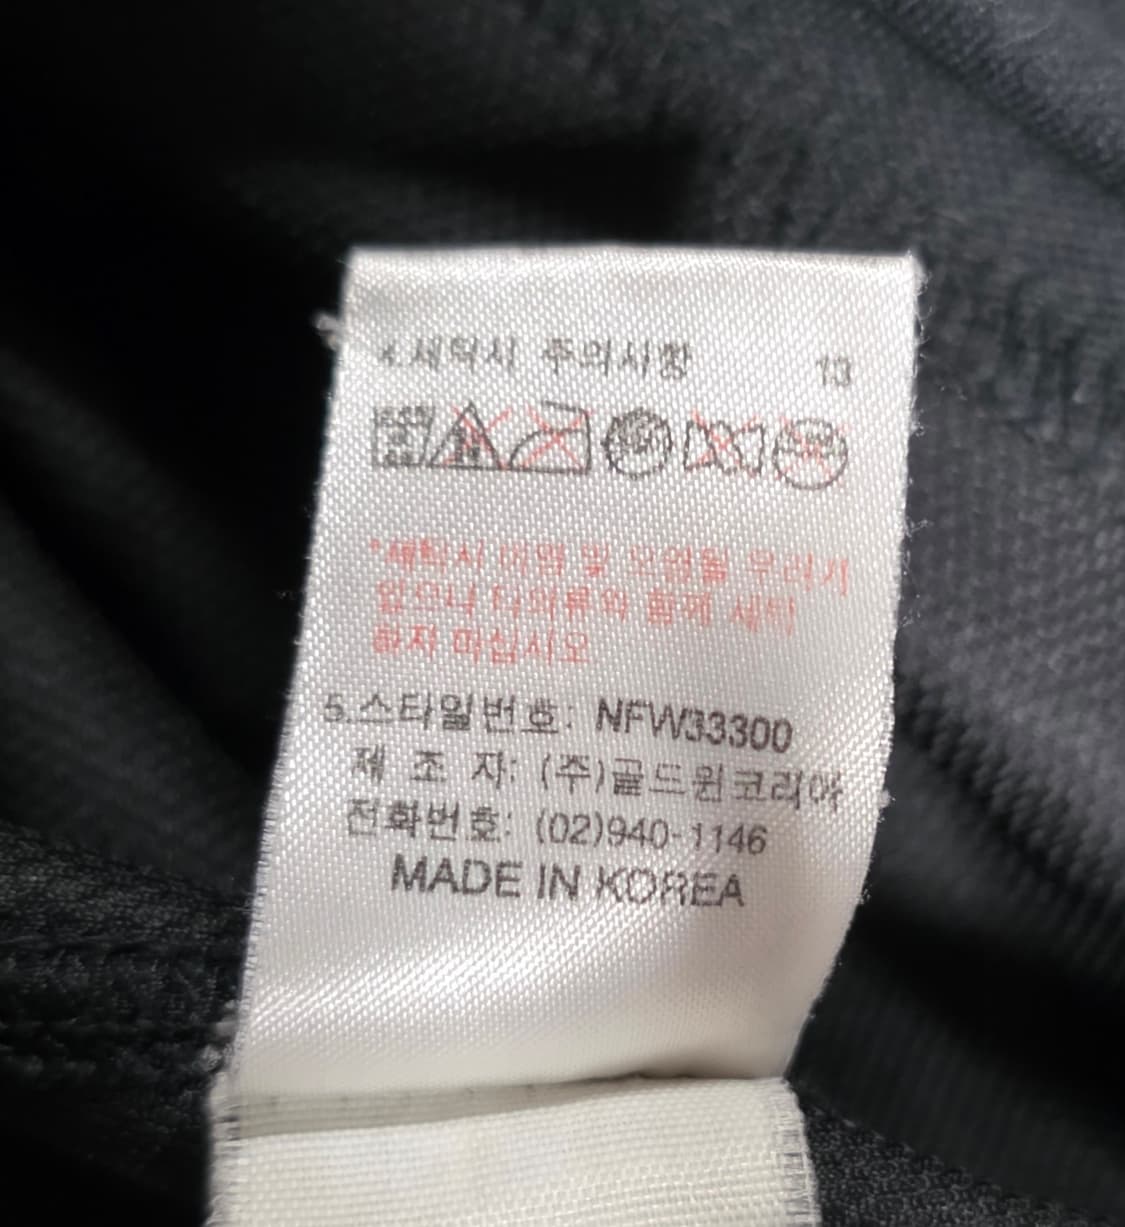 4.세탁시 주의사항 13
*세탁시 이염 및 오염될 우려가
있으니 타의류와 함께 세탁
하지 마십시오
5.스타일번호: NFW33300
제 조 자: (주)골드윈코리아
전화번호: (02)940-1146
MADE IN KOREA